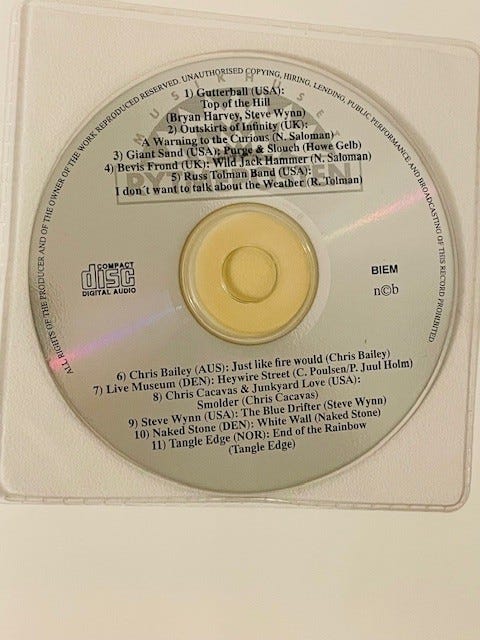 ALL RIGHTS OF THE PRODUCER AND OF THE OWNER OF THE WORK REPRODUCED RESERVED. UNAUTHORISED COPYING, HIRING, LENDING, PUBLIC PERFORMANCE AND BROADCASTING OF THIS RECORD PROHIBITED
MUSIKHUSET
1) Gutterball (USA):
Top of the Hill
(Bryan Harvey, Steve Wynn)
2) Outskirts of Infinity (UK):
A Warning to the Curious (N. Saloman)
3) Giant Sand (USA): Purge & Slouch (Howe Gelb)
4) Bevis Frond (UK): Wild Jack Hammer (N. Saloman)
5) Russ Tolman Band (USA):
I don´t want to talk about the Weather (R. Tolman)
COMPACT
disc
DIGITAL AUDIO
BIEM
n©b
6) Chris Bailey (AUS): Just like fire would (Chris Bailey)
7) Live Museum (DEN): Heywire Street (C. Poulsen/P. Juul Holm)
8) Chris Cacavas & Junkyard Love (USA):
Smolder (Chris Cacavas)
9) Steve Wynn (USA): The Blue Drifter (Steve Wynn)
10) Naked Stone (DEN): White Wall (Naked Stone)
11) Tangle Edge (NOR): End of the Rainbow
(Tangle Edge)